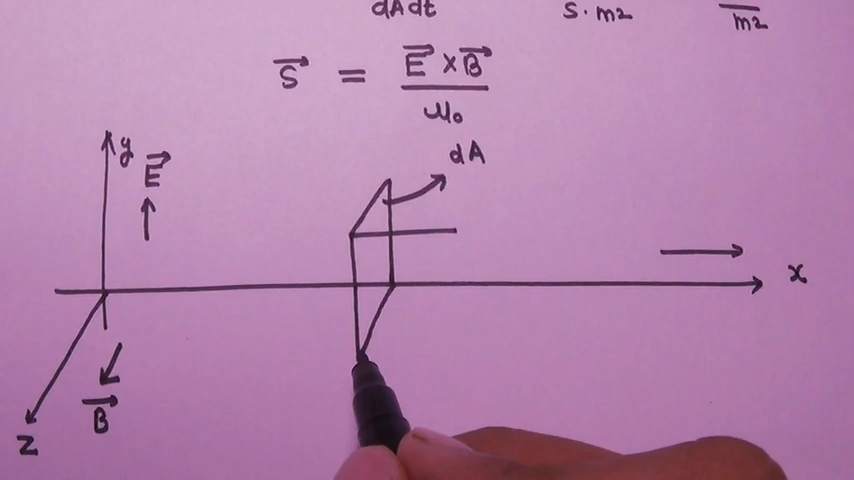 dAdt S·m2 m2
S⃗ = E⃗ × B⃗ / μ₀
dA
y
E⃗
x
B⃗
z